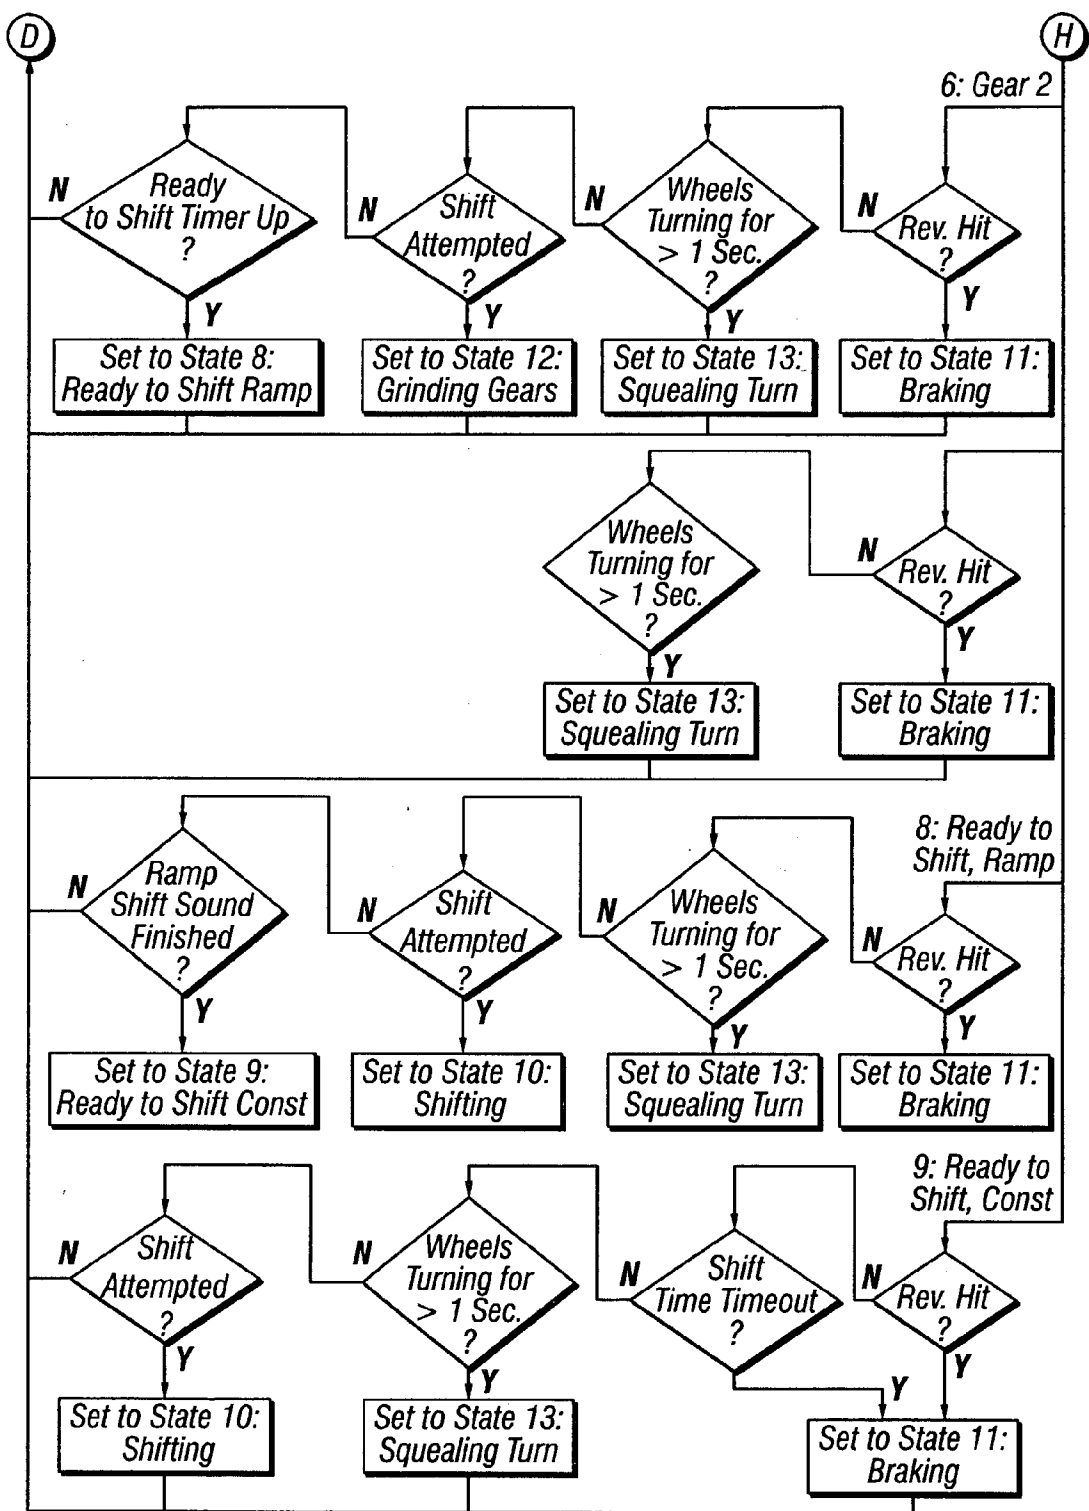 D
H
6: Gear 2
N
Ready
to Shift Timer Up
?
Y
N
Shift
Attempted
?
Y
N
Wheels
Turning for
> 1 Sec.
?
Y
N
Rev. Hit
?
Y
Set to State 8:
Ready to Shift Ramp
Set to State 12:
Grinding Gears
Set to State 13:
Squealing Turn
Set to State 11:
Braking
Wheels
Turning for
> 1 Sec.
?
Y
N
Rev. Hit
?
Y
Set to State 13:
Squealing Turn
Set to State 11:
Braking
8: Ready to
Shift, Ramp
N
Ramp
Shift Sound
Finished
?
Y
N
Shift
Attempted
?
Y
N
Wheels
Turning for
> 1 Sec.
?
Y
N
Rev. Hit
?
Y
Set to State 9:
Ready to Shift Const
Set to State 10:
Shifting
Set to State 13:
Squealing Turn
Set to State 11:
Braking
9: Ready to
Shift, Const
N
Shift
Attempted
?
Y
N
Wheels
Turning for
> 1 Sec.
?
Y
N
Shift
Time Timeout
?
Y
N
Rev. Hit
?
Y
Set to State 10:
Shifting
Set to State 13:
Squealing Turn
Set to State 11:
Braking